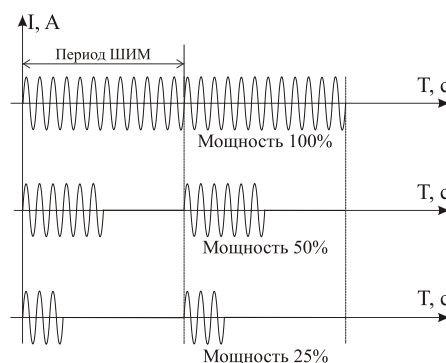 I, А
Период ШИМ
Т, с
Мощность 100%
Т, с
Мощность 50%
Т, с
Мощность 25%